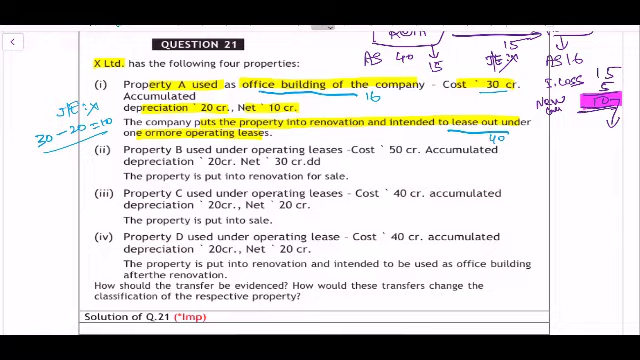 15
QUESTION 21
AS 40
15
JE: X
AS 16
X Ltd. has the following four properties:
(i) Property A used as office building of the company - Cost ` 30 cr. Accumulated
16
depreciation ` 20 cr., Net ` 10 cr.
The company puts the property into renovation and intended to lease out under
one ormore operating leases.
40
JE: X
30 - 20 = 10
15
5
10
(ii) Property B used under operating leases -Cost ` 50 cr. Accumulated
depreciation ` 20cr. Net ` 30 cr.dd
The property is put into renovation for sale.
(iii) Property C used under operating leases - Cost ` 40 cr. accumulated
depreciation ` 20cr., Net ` 20 cr.
The property is put into sale.
(iv) Property D used under operating lease - Cost ` 40 cr. accumulated
depreciation ` 20cr., Net ` 20 cr.
The property is put into renovation and intended to be used as office building
afterthe renovation.
How should the transfer be evidenced? How would these transfers change the
classification of the respective property?
Solution of Q.21 (*Imp)